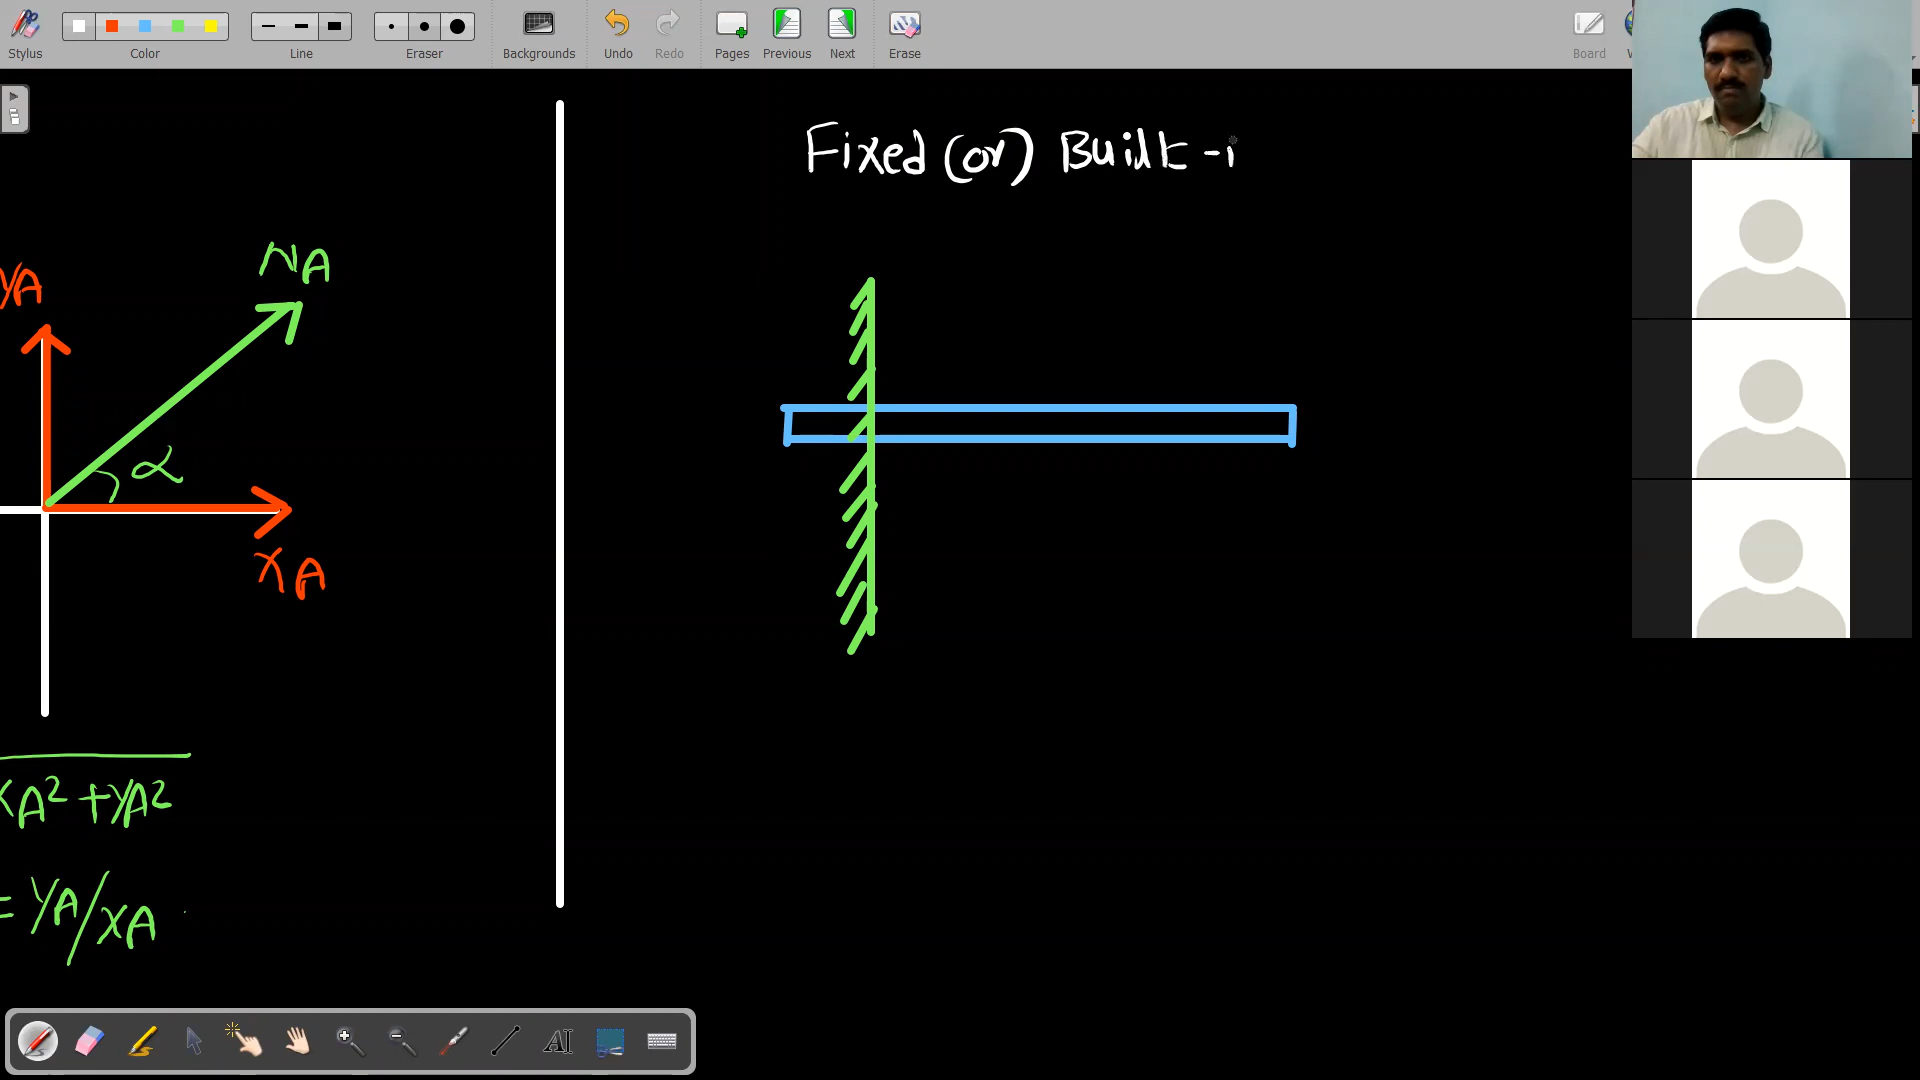 Stylus Color Line Eraser Backgrounds Undo Redo Pages Previous Next Erase Board
Fixed (or) Built -i
NA
YA
α
XA
XA² + YA²
= YA/XA
AI